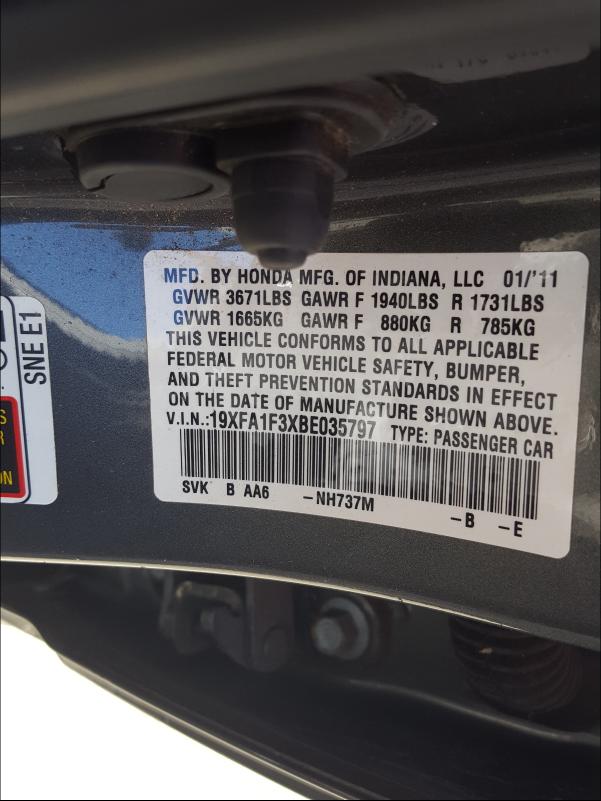 MFD. BY HONDA MFG. OF INDIANA, LLC 01/'11
GVWR 3671LBS GAWR F 1940LBS R 1731LBS
GVWR 1665KG GAWR F 880KG R 785KG
THIS VEHICLE CONFORMS TO ALL APPLICABLE
FEDERAL MOTOR VEHICLE SAFETY, BUMPER,
AND THEFT PREVENTION STANDARDS IN EFFECT
ON THE DATE OF MANUFACTURE SHOWN ABOVE.
V.I.N.:19XFA1F3XBE035797 TYPE: PASSENGER CAR
SVK B AA6 -NH737M -B -E
SNE E1